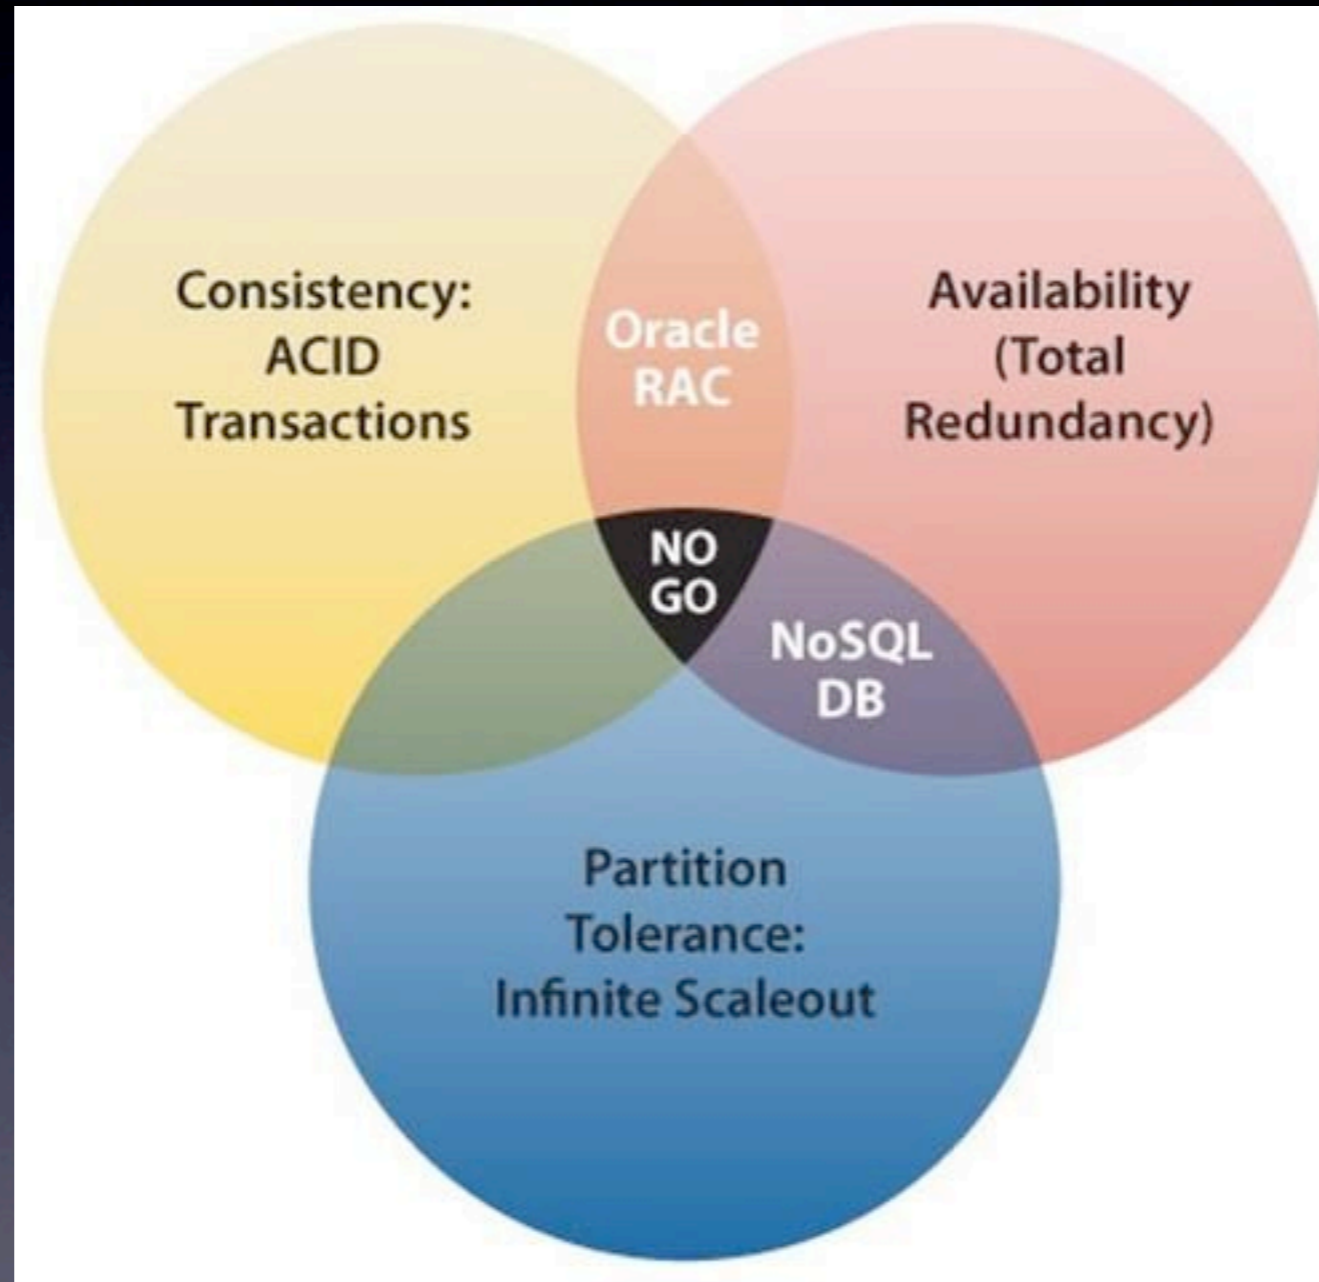 Consistency:
ACID
Transactions
Oracle
RAC
Availability
(Total
Redundancy)
NO
GO
NoSQL
DB
Partition
Tolerance:
Infinite Scaleout